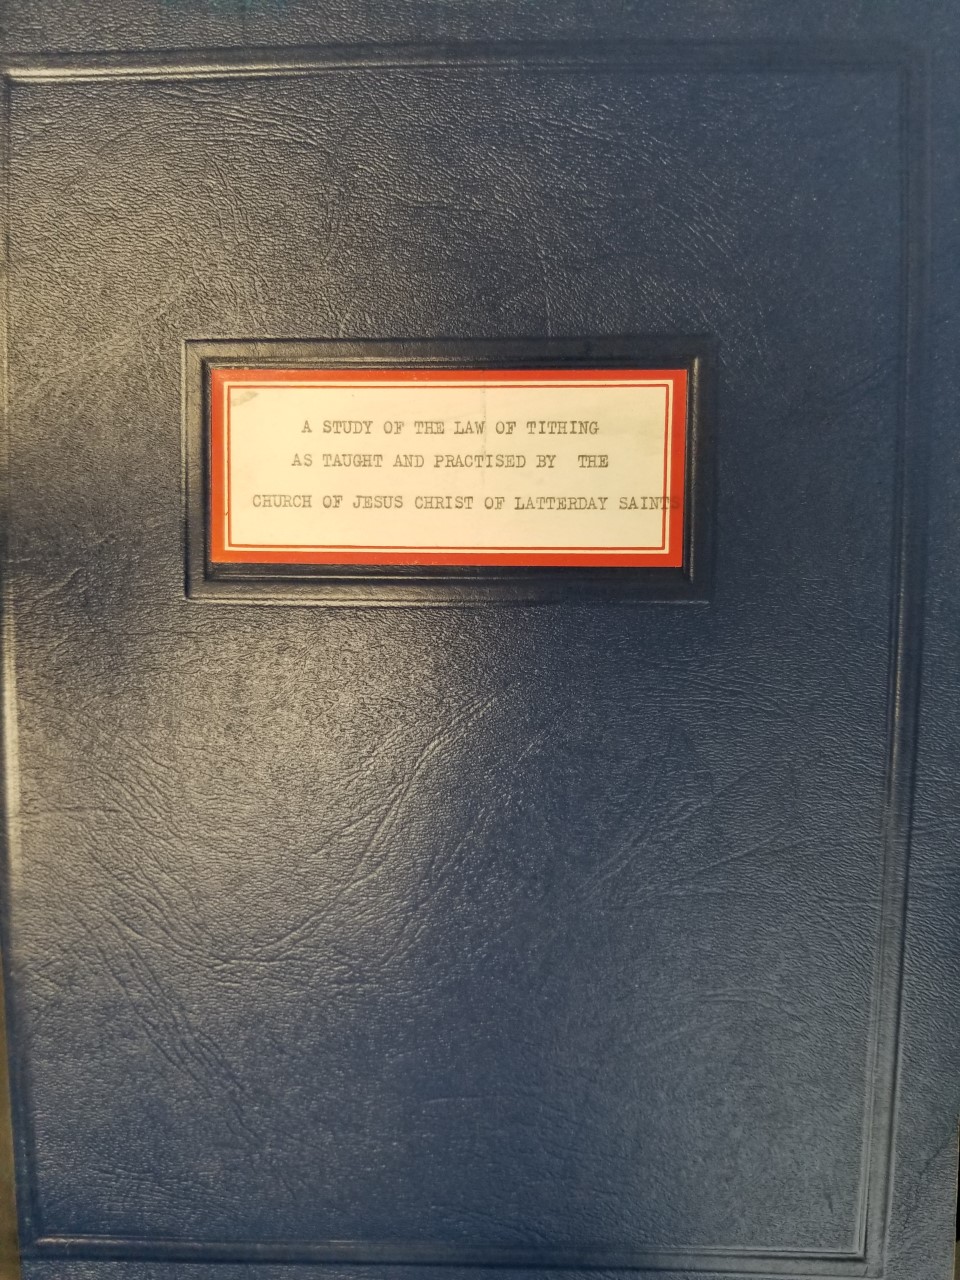 A STUDY OF THE LAW OF TITHING
AS TAUGHT AND PRACTISED BY THE
CHURCH OF JESUS CHRIST OF LATTERDAY SAINTS